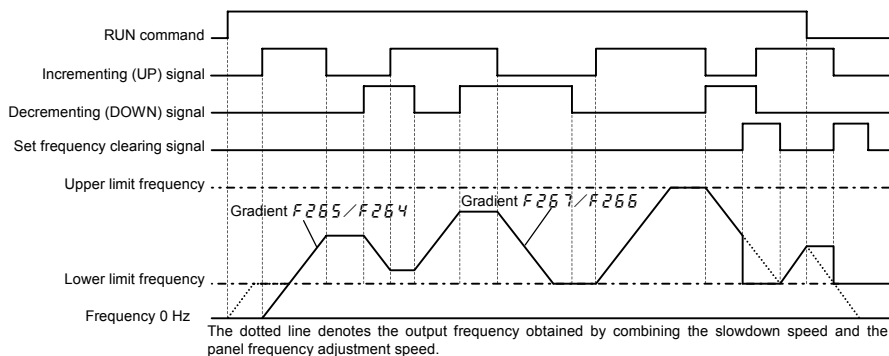 RUN command
Incrementing (UP) signal
Decrementing (DOWN) signal
Set frequency clearing signal
Upper limit frequency
Gradient F265/F264
Gradient F267/F266
Lower limit frequency
Frequency 0 Hz
The dotted line denotes the output frequency obtained by combining the slowdown speed and the
panel frequency adjustment speed.